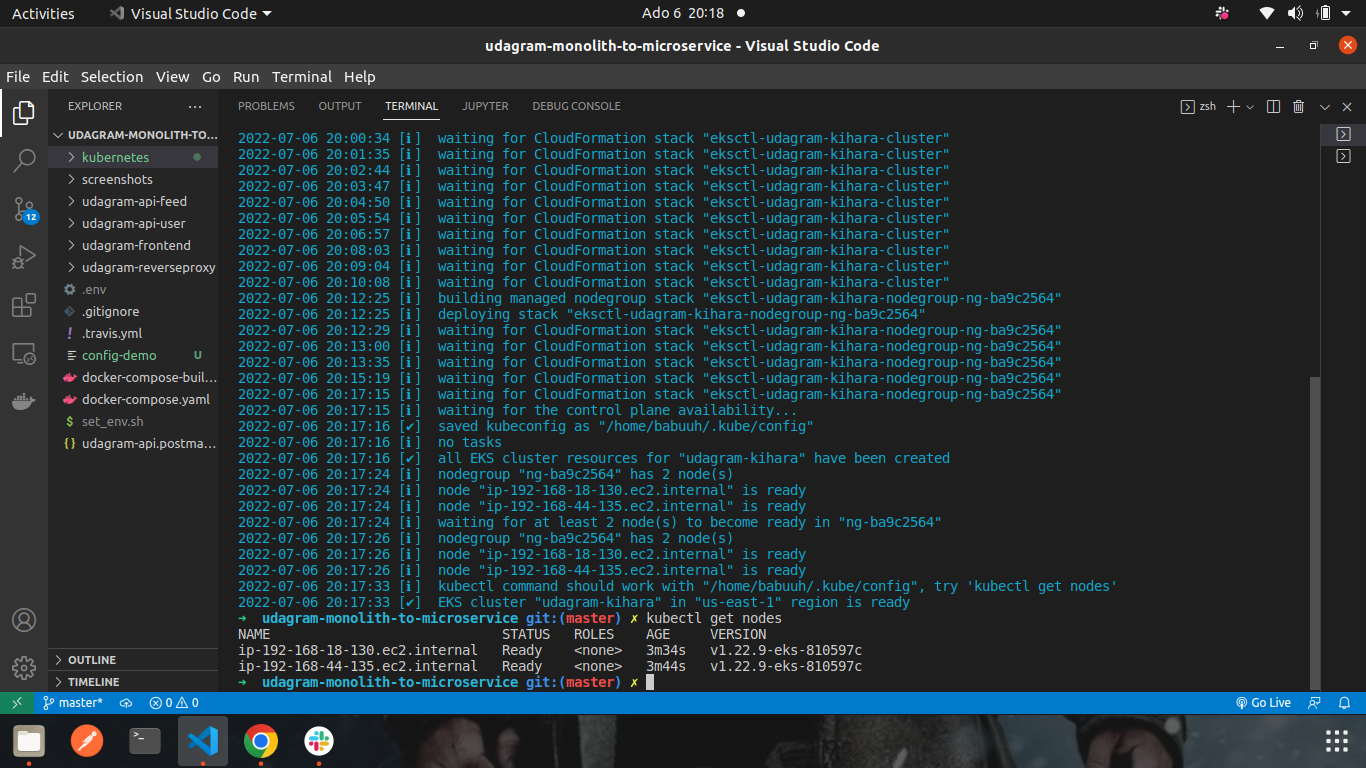 Activities
Visual Studio Code
Ado 6 20:18
udagram-monolith-to-microservice - Visual Studio Code
File Edit Selection View Go Run Terminal Help
EXPLORER
UDAGRAM-MONOLITH-TO...
kubernetes
screenshots
udagram-api-feed
udagram-api-user
udagram-frontend
udagram-reverseproxy
.env
.gitignore
.travis.yml
config-demo U
docker-compose-buil...
docker-compose.yaml
set_env.sh
udagram-api.postma...
OUTLINE
TIMELINE
12
PROBLEMS OUTPUT TERMINAL JUPYTER DEBUG CONSOLE
zsh
2022-07-06 20:00:34 [ℹ]  waiting for CloudFormation stack "eksctl-udagram-kihara-cluster"
2022-07-06 20:01:35 [ℹ]  waiting for CloudFormation stack "eksctl-udagram-kihara-cluster"
2022-07-06 20:02:44 [ℹ]  waiting for CloudFormation stack "eksctl-udagram-kihara-cluster"
2022-07-06 20:03:47 [ℹ]  waiting for CloudFormation stack "eksctl-udagram-kihara-cluster"
2022-07-06 20:04:50 [ℹ]  waiting for CloudFormation stack "eksctl-udagram-kihara-cluster"
2022-07-06 20:05:54 [ℹ]  waiting for CloudFormation stack "eksctl-udagram-kihara-cluster"
2022-07-06 20:06:57 [ℹ]  waiting for CloudFormation stack "eksctl-udagram-kihara-cluster"
2022-07-06 20:08:03 [ℹ]  waiting for CloudFormation stack "eksctl-udagram-kihara-cluster"
2022-07-06 20:09:04 [ℹ]  waiting for CloudFormation stack "eksctl-udagram-kihara-cluster"
2022-07-06 20:10:08 [ℹ]  waiting for CloudFormation stack "eksctl-udagram-kihara-cluster"
2022-07-06 20:12:25 [ℹ]  building managed nodegroup stack "eksctl-udagram-kihara-nodegroup-ng-ba9c2564"
2022-07-06 20:12:25 [ℹ]  deploying stack "eksctl-udagram-kihara-nodegroup-ng-ba9c2564"
2022-07-06 20:12:29 [ℹ]  waiting for CloudFormation stack "eksctl-udagram-kihara-nodegroup-ng-ba9c2564"
2022-07-06 20:13:00 [ℹ]  waiting for CloudFormation stack "eksctl-udagram-kihara-nodegroup-ng-ba9c2564"
2022-07-06 20:13:35 [ℹ]  waiting for CloudFormation stack "eksctl-udagram-kihara-nodegroup-ng-ba9c2564"
2022-07-06 20:15:19 [ℹ]  waiting for CloudFormation stack "eksctl-udagram-kihara-nodegroup-ng-ba9c2564"
2022-07-06 20:17:15 [ℹ]  waiting for CloudFormation stack "eksctl-udagram-kihara-nodegroup-ng-ba9c2564"
2022-07-06 20:17:15 [ℹ]  waiting for the control plane availability...
2022-07-06 20:17:16 [✔]  saved kubeconfig as "/home/babuuh/.kube/config"
2022-07-06 20:17:16 [ℹ]  no tasks
2022-07-06 20:17:16 [✔]  all EKS cluster resources for "udagram-kihara" have been created
2022-07-06 20:17:24 [ℹ]  nodegroup "ng-ba9c2564" has 2 node(s)
2022-07-06 20:17:24 [ℹ]  node "ip-192-168-18-130.ec2.internal" is ready
2022-07-06 20:17:24 [ℹ]  node "ip-192-168-44-135.ec2.internal" is ready
2022-07-06 20:17:24 [ℹ]  waiting for at least 2 node(s) to become ready in "ng-ba9c2564"
2022-07-06 20:17:26 [ℹ]  nodegroup "ng-ba9c2564" has 2 node(s)
2022-07-06 20:17:26 [ℹ]  node "ip-192-168-18-130.ec2.internal" is ready
2022-07-06 20:17:26 [ℹ]  node "ip-192-168-44-135.ec2.internal" is ready
2022-07-06 20:17:33 [ℹ]  kubectl command should work with "/home/babuuh/.kube/config", try 'kubectl get nodes'
2022-07-06 20:17:33 [✔]  EKS cluster "udagram-kihara" in "us-east-1" region is ready
➜  udagram-monolith-to-microservice git:(master) ✗ kubectl get nodes
NAME STATUS ROLES AGE VERSION
ip-192-168-18-130.ec2.internal Ready <none> 3m34s v1.22.9-eks-810597c
ip-192-168-44-135.ec2.internal Ready <none> 3m44s v1.22.9-eks-810597c
➜  udagram-monolith-to-microservice git:(master) ✗
master* 0 0 Go Live